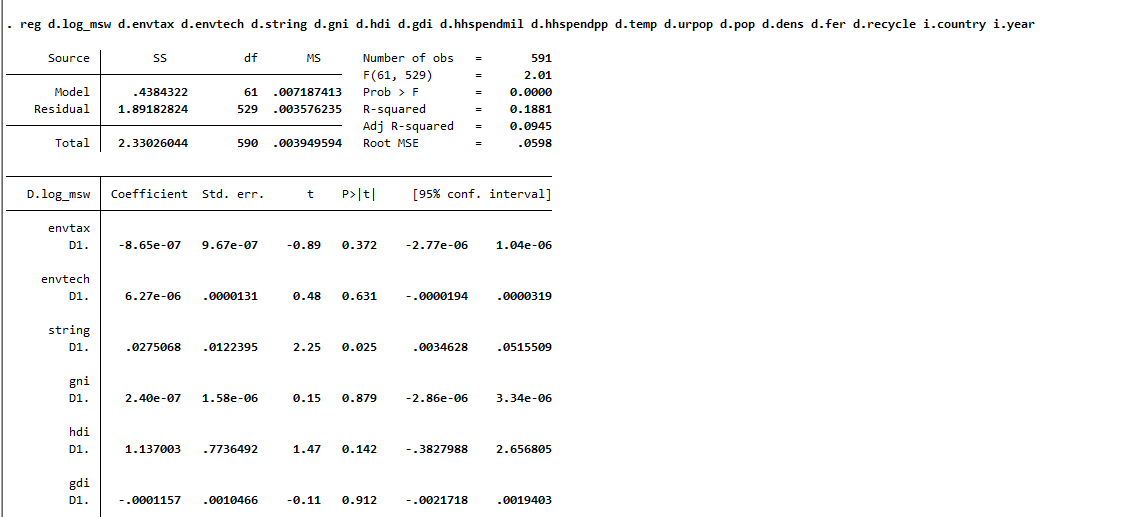 . reg d.log_msw d.envtax d.envtech d.string d.gni d.hdi d.gdi d.hhspendmil d.hhspendpp d.temp d.urpop d.pop d.dens d.fer d.recycle i.country i.year
Source SS df MS Number of obs = 591
F(61, 529) = 2.01
Model .4384322 61 .007187413 Prob > F = 0.0000
Residual 1.89182824 529 .003576235 R-squared = 0.1881
Adj R-squared = 0.0945
Total 2.33026044 590 .003949594 Root MSE = .0598
D.log_msw Coefficient Std. err. t P>|t| [95% conf. interval]
envtax
D1. -8.65e-07 9.67e-07 -0.89 0.372 -2.77e-06 1.04e-06
envtech
D1. 6.27e-06 .0000131 0.48 0.631 -.0000194 .0000319
string
D1. .0275068 .0122395 2.25 0.025 .0034628 .0515509
gni
D1. 2.40e-07 1.58e-06 0.15 0.879 -2.86e-06 3.34e-06
hdi
D1. 1.137003 .7736492 1.47 0.142 -.3827988 2.656805
gdi
D1. -.0001157 .0010466 -0.11 0.912 -.0021718 .0019403